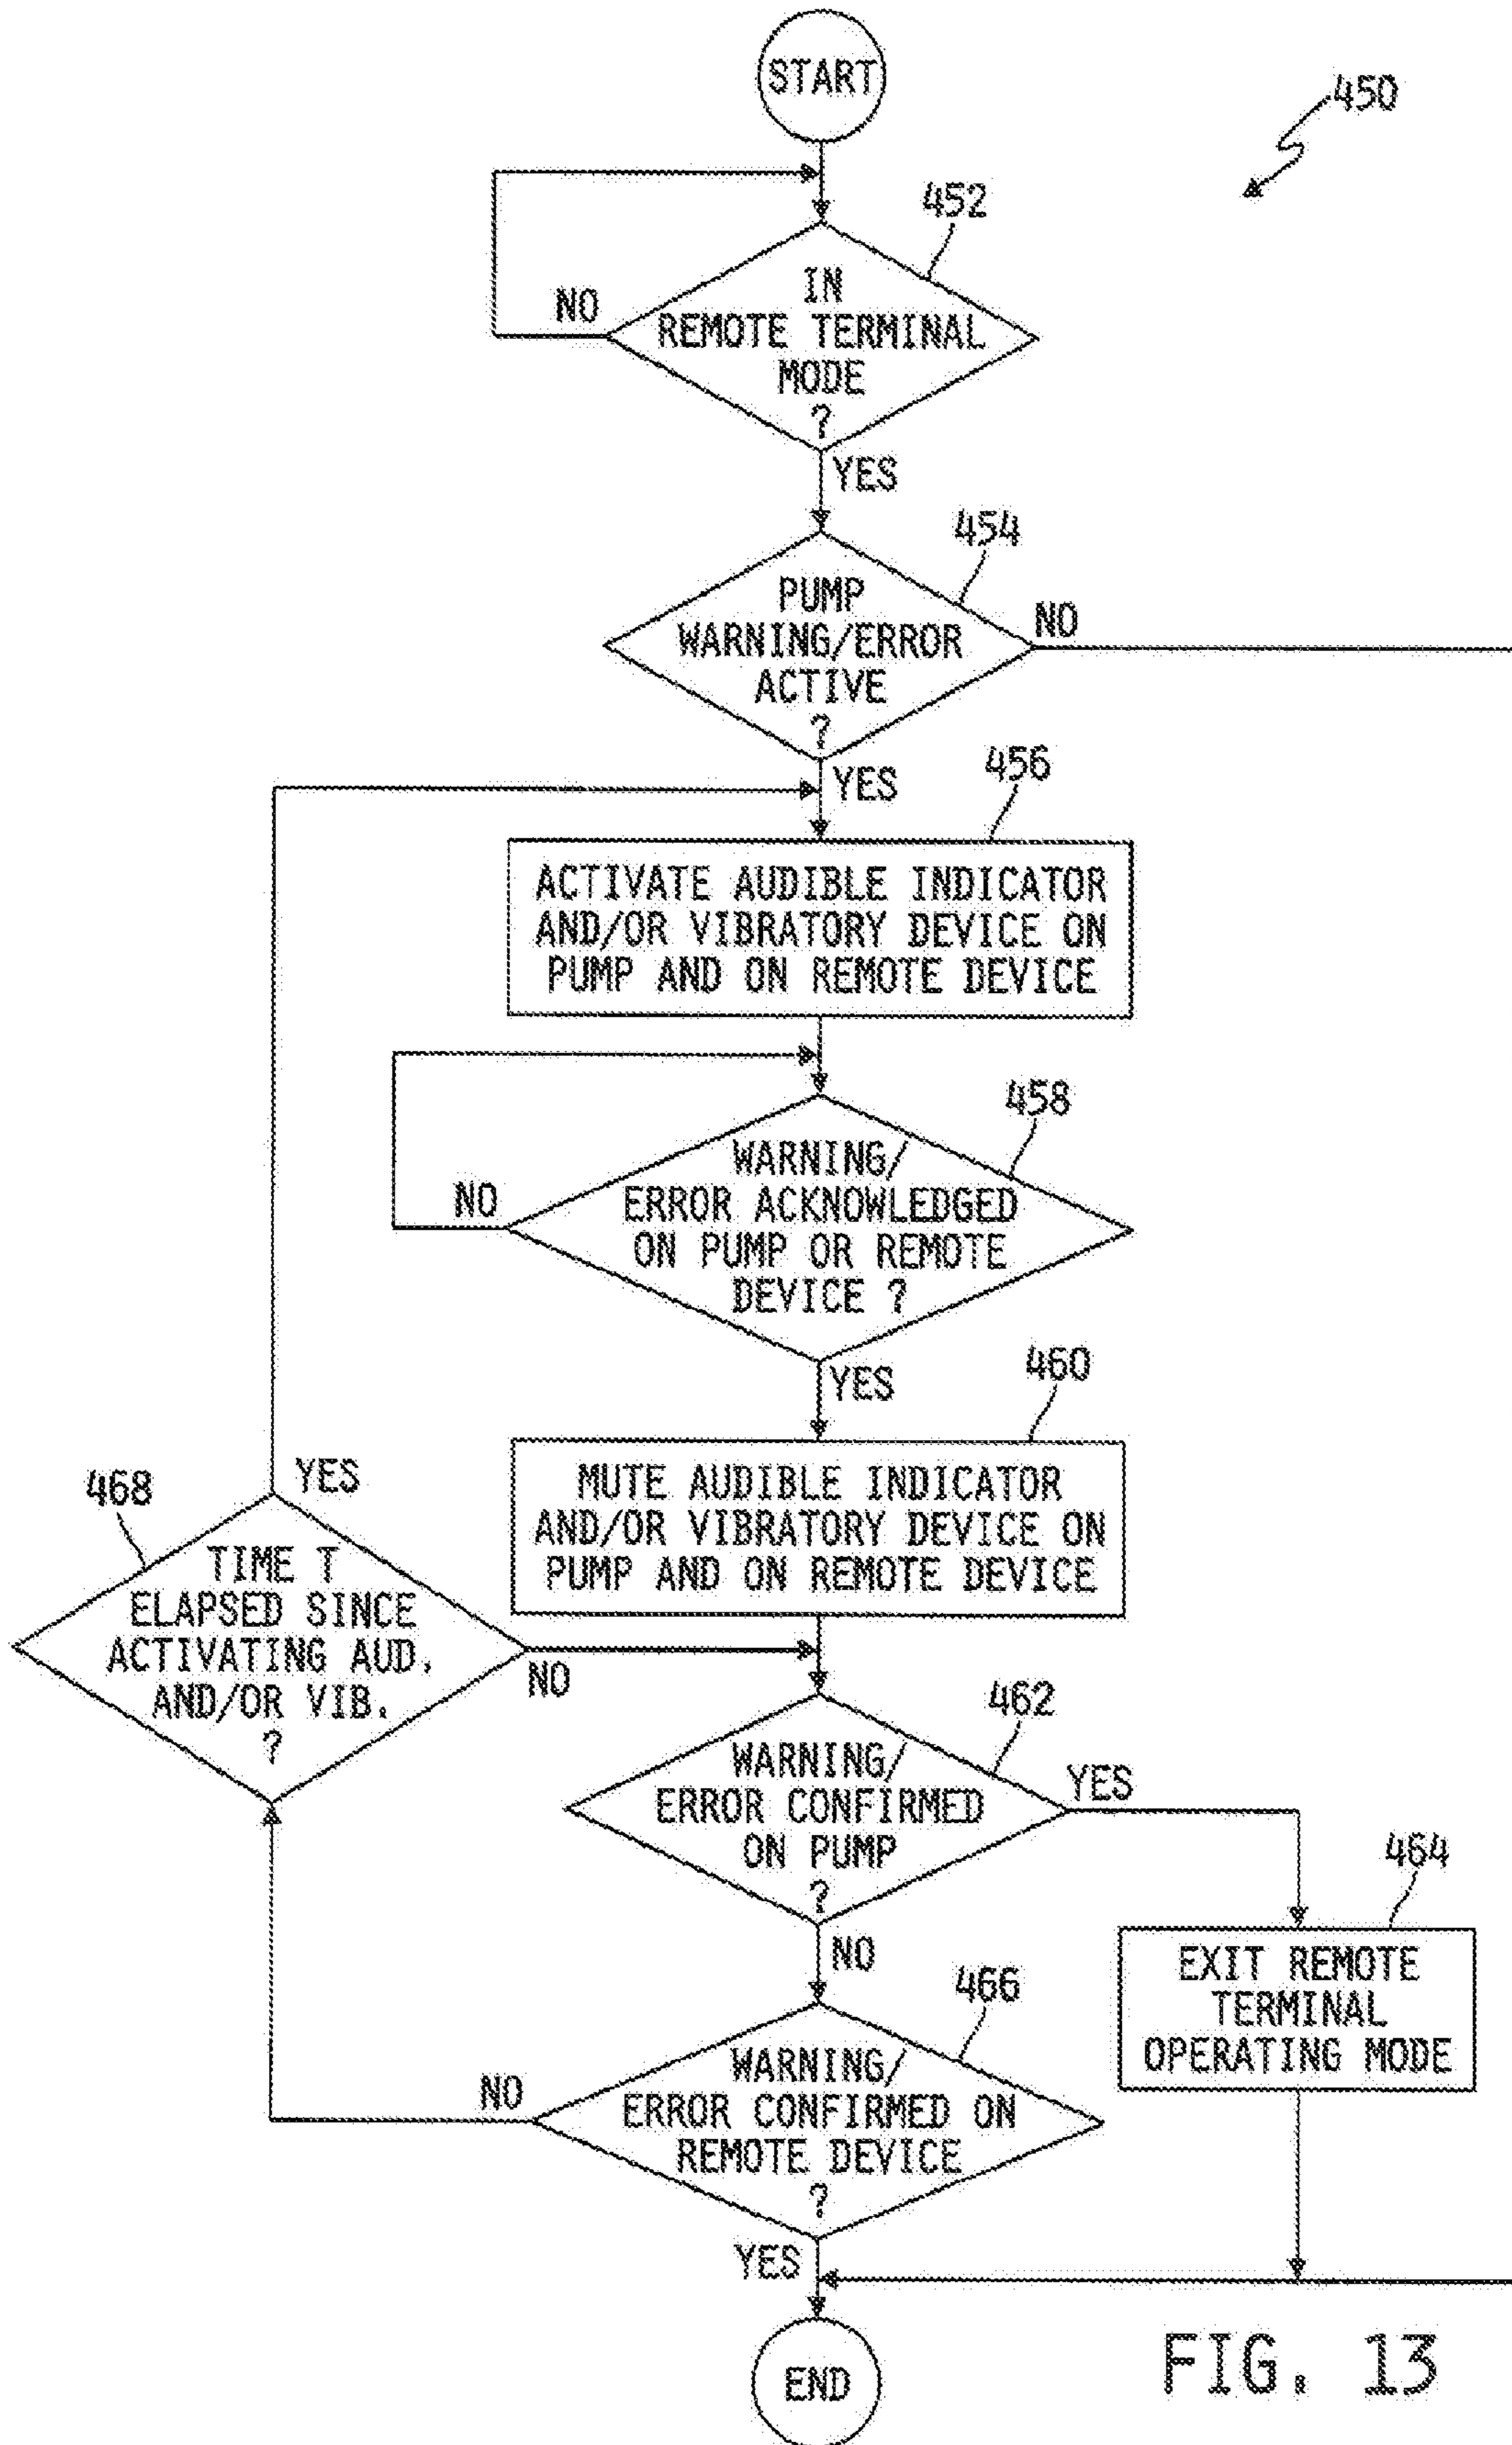 START
450
452
IN
REMOTE TERMINAL
MODE
?
NO
YES
454
PUMP
WARNING/ERROR
ACTIVE
?
NO
YES
456
ACTIVATE AUDIBLE INDICATOR
AND/OR VIBRATORY DEVICE ON
PUMP AND ON REMOTE DEVICE
458
WARNING/
ERROR ACKNOWLEDGED
ON PUMP OR REMOTE
DEVICE ?
NO
YES
460
MUTE AUDIBLE INDICATOR
AND/OR VIBRATORY DEVICE ON
PUMP AND ON REMOTE DEVICE
468
YES
TIME T
ELAPSED SINCE
ACTIVATING AUD.
AND/OR VIB.
?
NO
462
WARNING/
ERROR CONFIRMED
ON PUMP
?
YES
NO
464
EXIT REMOTE
TERMINAL
OPERATING MODE
466
WARNING/
ERROR CONFIRMED ON
REMOTE DEVICE
?
NO
YES
END
FIG. 13